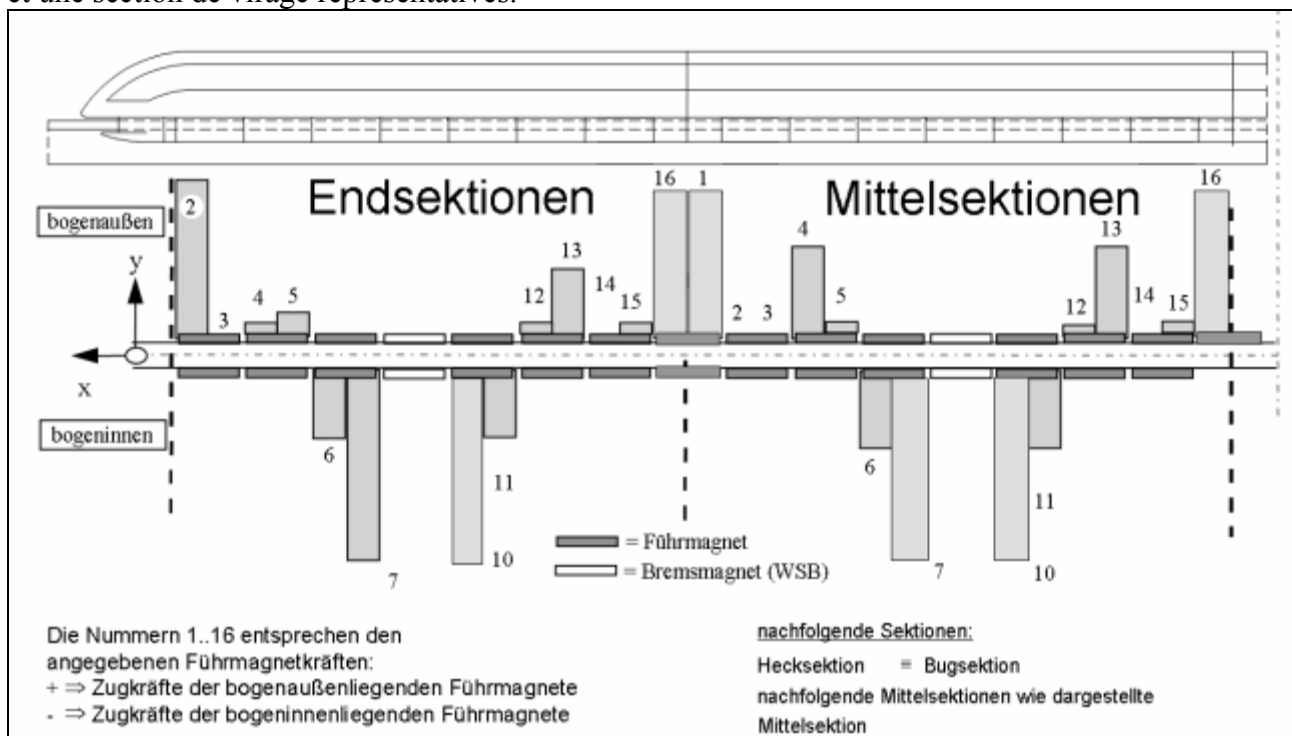 et une section de virage représentatives.
Endsektionen
Mittelsektionen
bogenaußen
2
16
1
16
3
4
5
12
13
14
15
2
3
4
5
12
13
14
15
y
x
bogeninnen
6
7
10
11
6
7
10
11
= Führmagnet
= Bremsmagnet (WSB)
Die Nummern 1..16 entsprechen den
angegebenen Führmagnetkräften:
+ ⇒ Zugkräfte der bogenaußenliegenden Führmagnete
- ⇒ Zugkräfte der bogeninnenliegenden Führmagnete
nachfolgende Sektionen:
Hecksektion ≡ Bugsektion
nachfolgende Mittelsektionen wie dargestellte
Mittelsektion